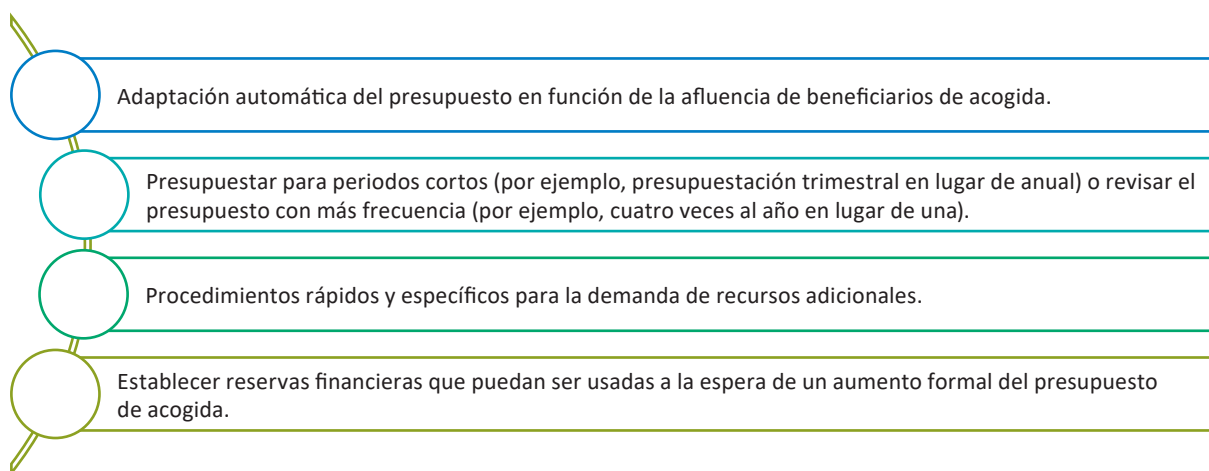 Adaptación automática del presupuesto en función de la afluencia de beneficiarios de acogida.
Presupuestar para periodos cortos (por ejemplo, presupuestación trimestral en lugar de anual) o revisar el
presupuesto con más frecuencia (por ejemplo, cuatro veces al año en lugar de una).
Procedimientos rápidos y específicos para la demanda de recursos adicionales.
Establecer reservas financieras que puedan ser usadas a la espera de un aumento formal del presupuesto
de acogida.